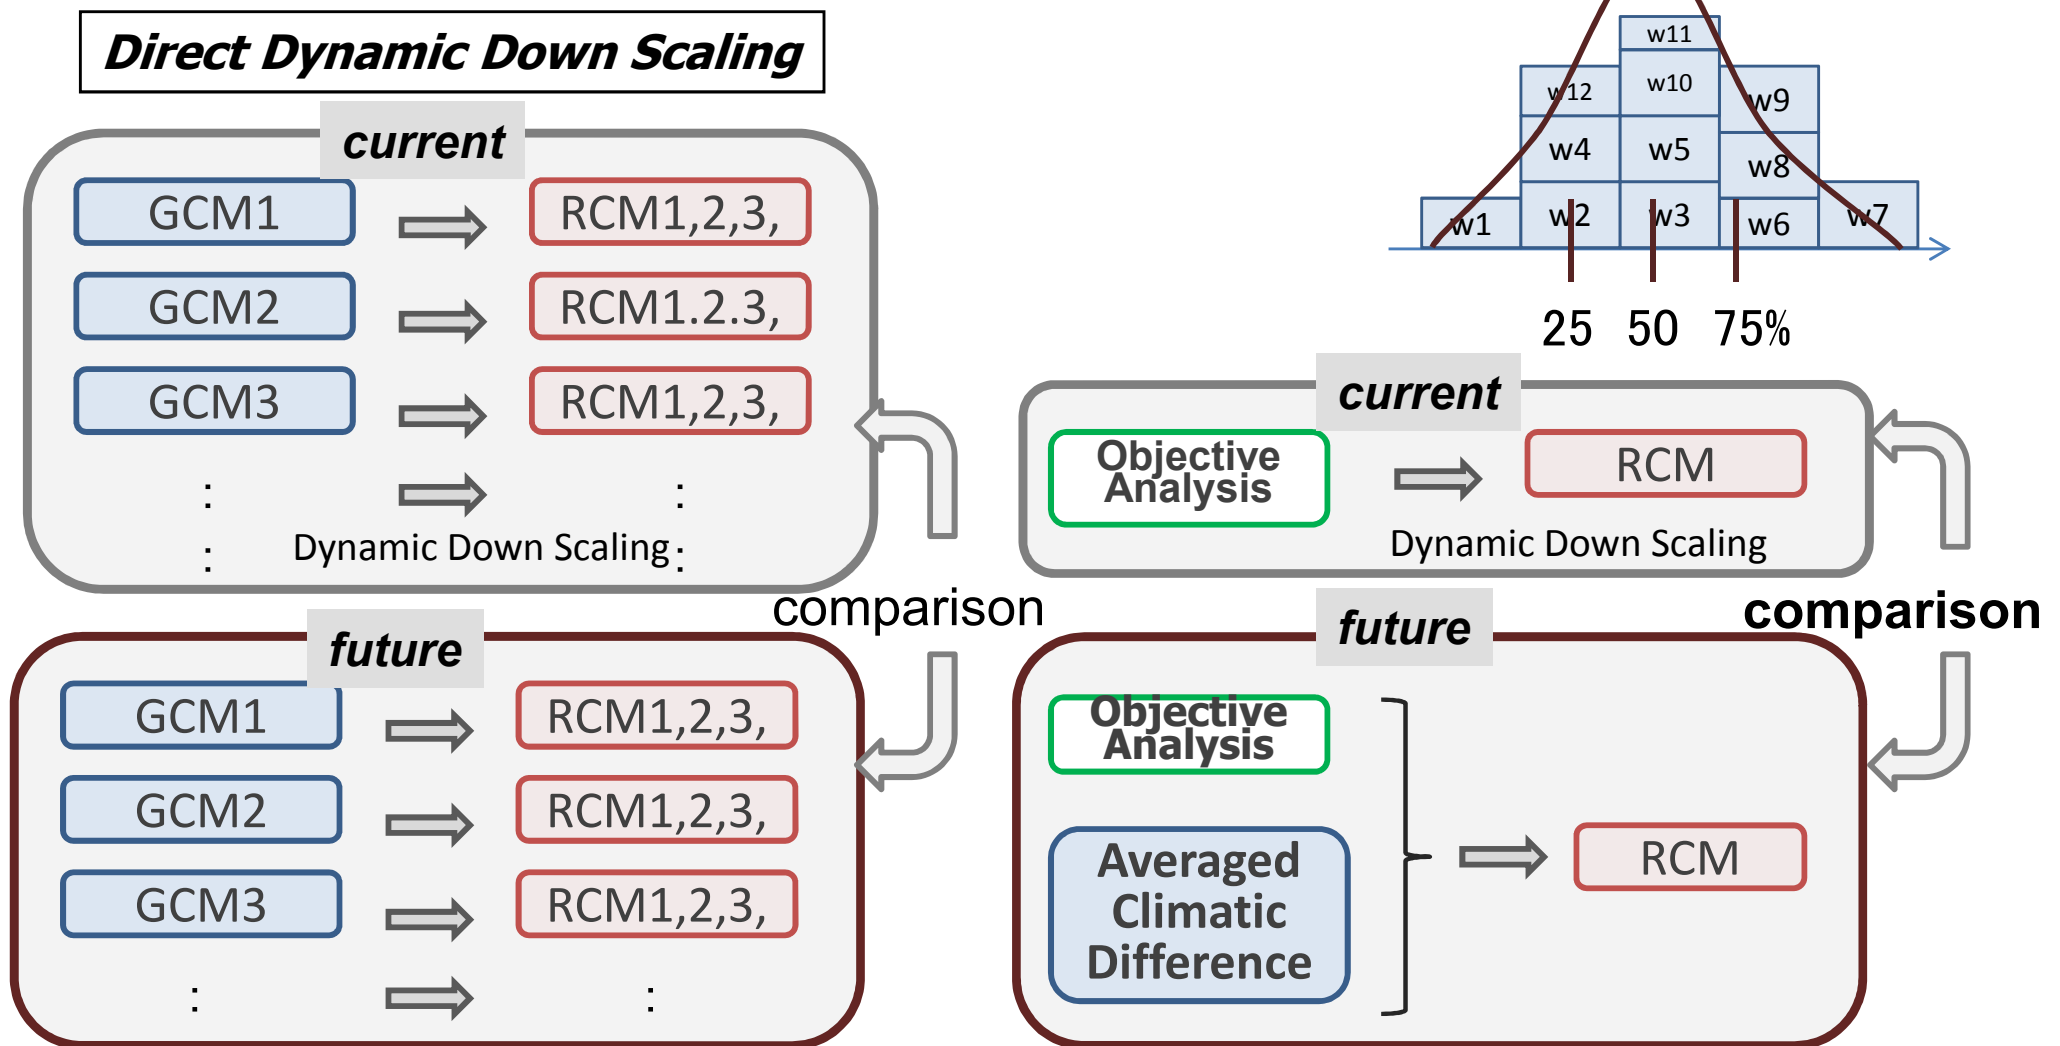 Direct Dynamic Down Scaling
current
GCM1
RCM1,2,3,
GCM2
RCM1.2.3,
GCM3
RCM1,2,3,
:
:
:
Dynamic Down Scaling
:
comparison
future
GCM1
RCM1,2,3,
GCM2
RCM1,2,3,
GCM3
RCM1,2,3,
:
:
w11
w12
w10
w9
w4
w5
w8
w1
w2
w3
w6
w7
25
50
75%
current
Objective
Analysis
RCM
Dynamic Down Scaling
comparison
future
Objective
Analysis
Averaged
Climatic
Difference
RCM